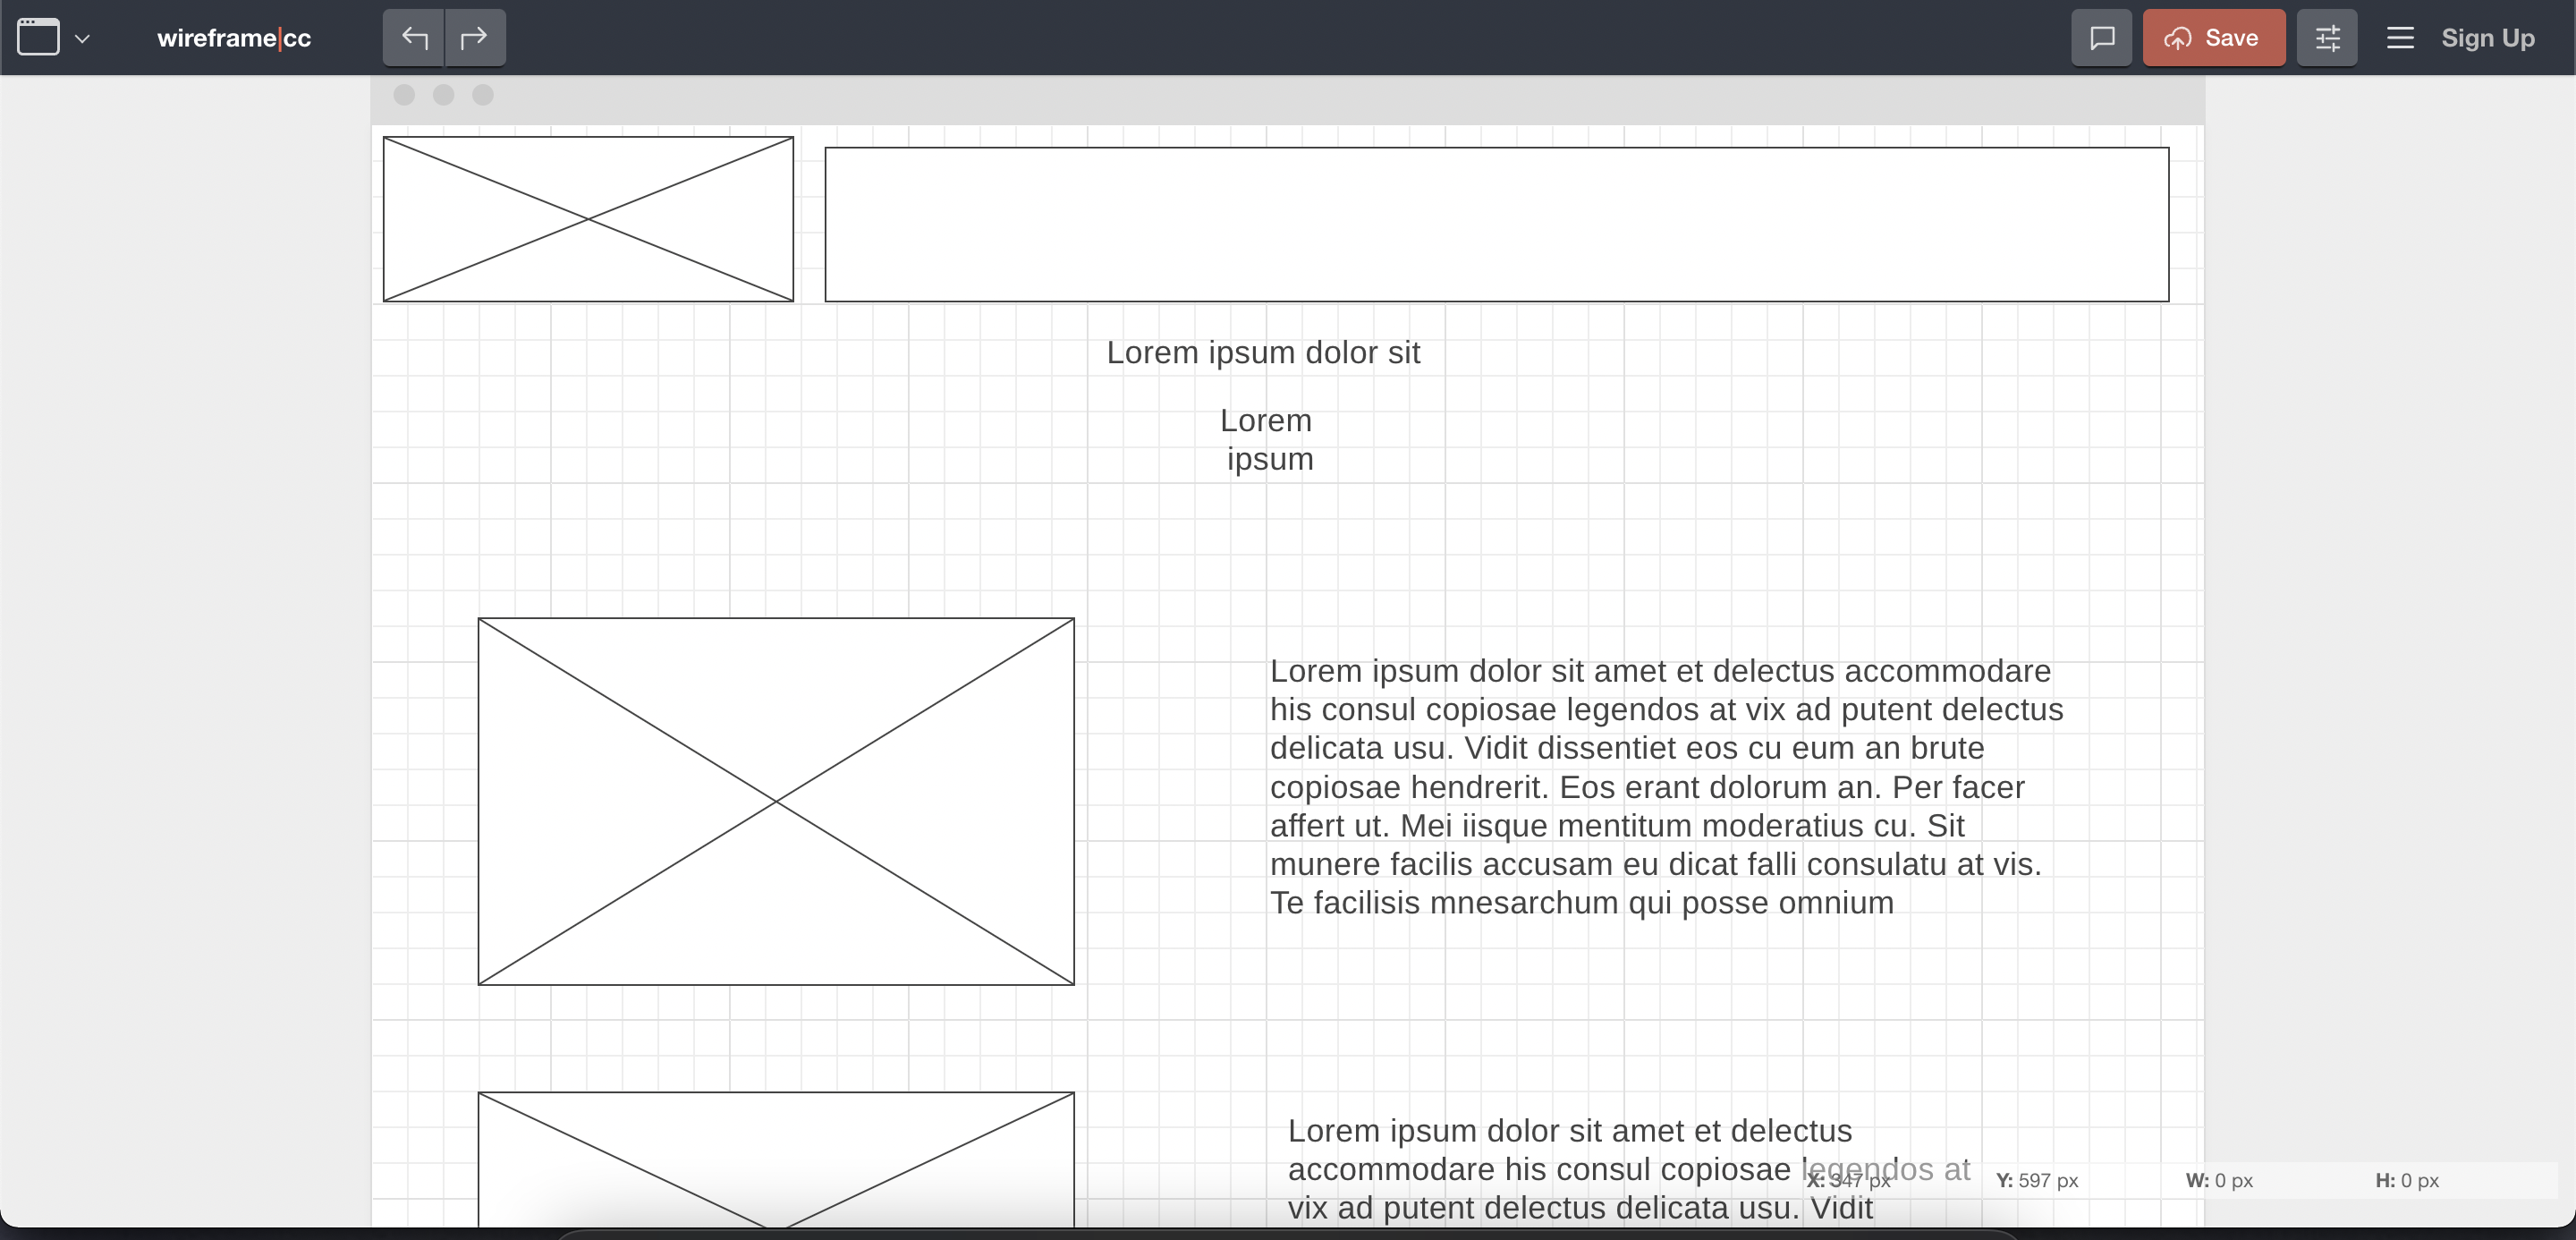 wireframe|cc
Save
Sign Up
Lorem ipsum dolor sit
Lorem
ipsum
Lorem ipsum dolor sit amet et delectus accommodare
his consul copiosae legendos at vix ad putent delectus
delicata usu. Vidit dissentiet eos cu eum an brute
copiosae hendrerit. Eos erant dolorum an. Per facer
affert ut. Mei iisque mentitum moderatius cu. Sit
munere facilis accusam eu dicat falli consulatu at vis.
Te facilisis mnesarchum qui posse omnium
Lorem ipsum dolor sit amet et delectus
accommodare his consul copiosae legendos at
vix ad putent delectus delicata usu. Vidit
X: 347 px Y: 597 px W: 0 px H: 0 px